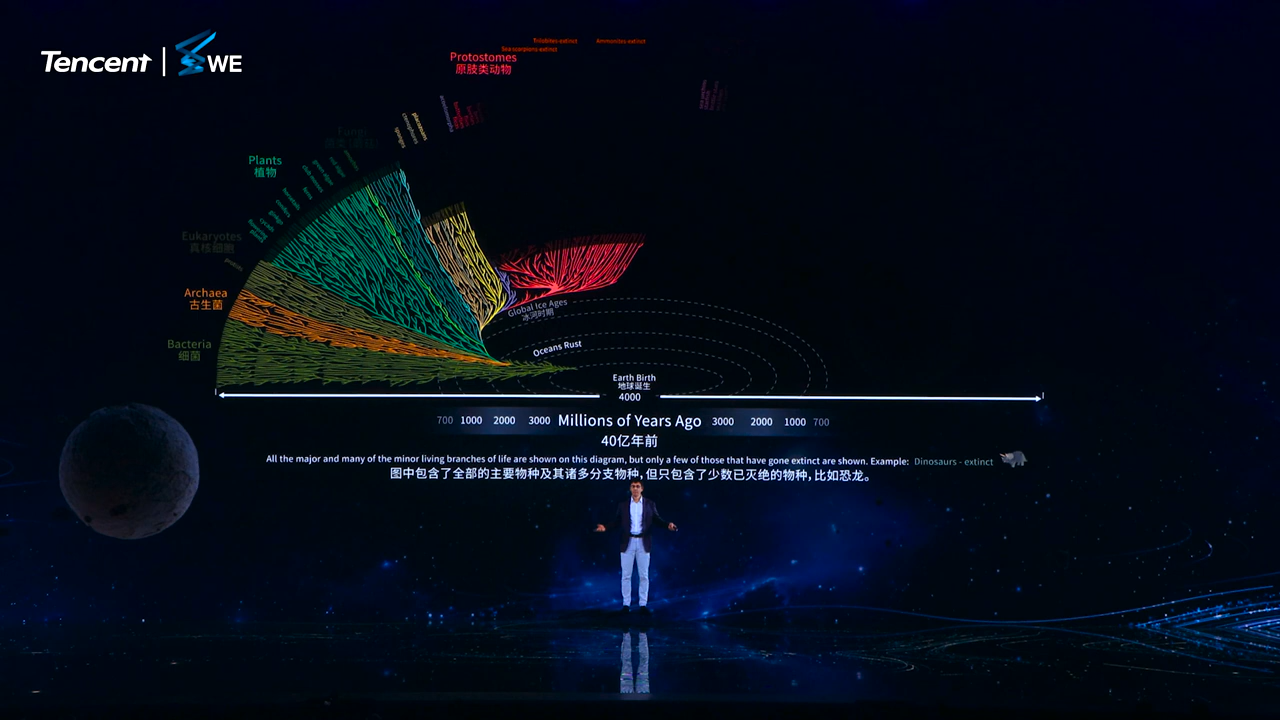 Tencent | WE
Trilobites extinct
Ammonites extinct
Sea scorpions extinct
Protostomes
原肢类动物
Fungi
Plants
植物
Eukaryotes
真核细胞
Archaea
古生菌
Bacteria
细菌
sponges
placozoans
Global Ice Ages
冰河时期
Oceans Rust
Earth Birth
地球诞生
4000
700 1000 2000 3000 Millions of Years Ago 3000 2000 1000 700
40亿年前
All the major and many of the minor living branches of life are shown on this diagram, but only a few of those that have gone extinct are shown. Example: Dinosaurs - extinct
图中包含了全部的主要物种及其诸多分支物种，但只包含了少数已灭绝的物种，比如恐龙。